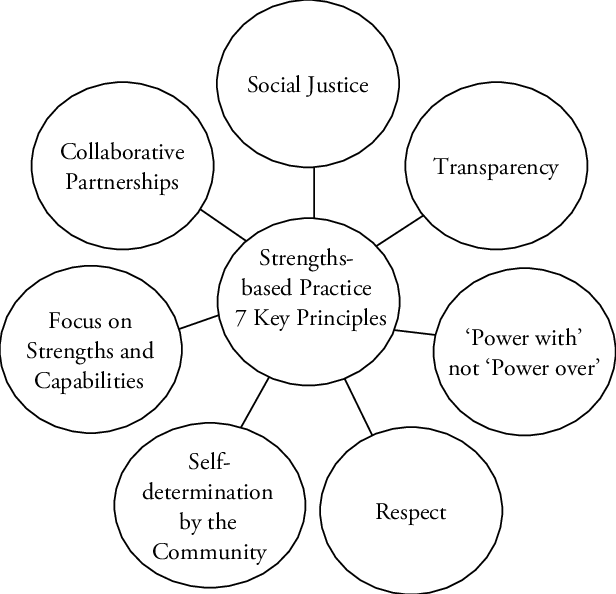 Social Justice
Collaborative
Partnerships
Transparency
Strengths-
based Practice
7 Key Principles
Focus on
Strengths and
Capabilities
‘Power with’
not ‘Power over’
Self-
determination
by the
Community
Respect